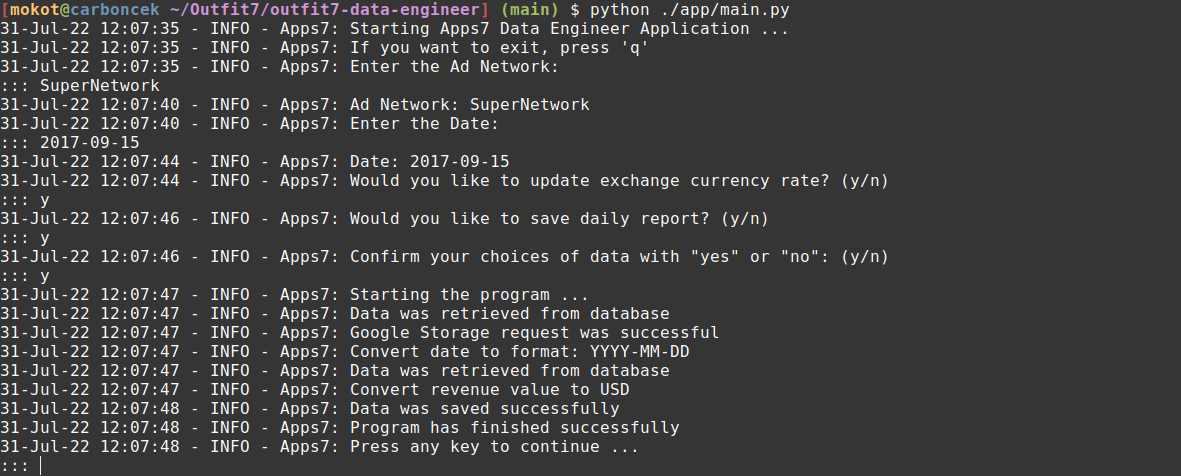 [mokot@carboncek ~/Outfit7/outfit7-data-engineer] (main) $ python ./app/main.py
31-Jul-22 12:07:35 - INFO - Apps7: Starting Apps7 Data Engineer Application ...
31-Jul-22 12:07:35 - INFO - Apps7: If you want to exit, press 'q'
31-Jul-22 12:07:35 - INFO - Apps7: Enter the Ad Network:
::: SuperNetwork
31-Jul-22 12:07:40 - INFO - Apps7: Ad Network: SuperNetwork
31-Jul-22 12:07:40 - INFO - Apps7: Enter the Date:
::: 2017-09-15
31-Jul-22 12:07:44 - INFO - Apps7: Date: 2017-09-15
31-Jul-22 12:07:44 - INFO - Apps7: Would you like to update exchange currency rate? (y/n)
::: y
31-Jul-22 12:07:46 - INFO - Apps7: Would you like to save daily report? (y/n)
::: y
31-Jul-22 12:07:46 - INFO - Apps7: Confirm your choices of data with "yes" or "no": (y/n)
::: y
31-Jul-22 12:07:47 - INFO - Apps7: Starting the program ...
31-Jul-22 12:07:47 - INFO - Apps7: Data was retrieved from database
31-Jul-22 12:07:47 - INFO - Apps7: Google Storage request was successful
31-Jul-22 12:07:47 - INFO - Apps7: Convert date to format: YYYY-MM-DD
31-Jul-22 12:07:47 - INFO - Apps7: Data was retrieved from database
31-Jul-22 12:07:47 - INFO - Apps7: Convert revenue value to USD
31-Jul-22 12:07:48 - INFO - Apps7: Data was saved successfully
31-Jul-22 12:07:48 - INFO - Apps7: Program has finished successfully
31-Jul-22 12:07:48 - INFO - Apps7: Press any key to continue ...
:::